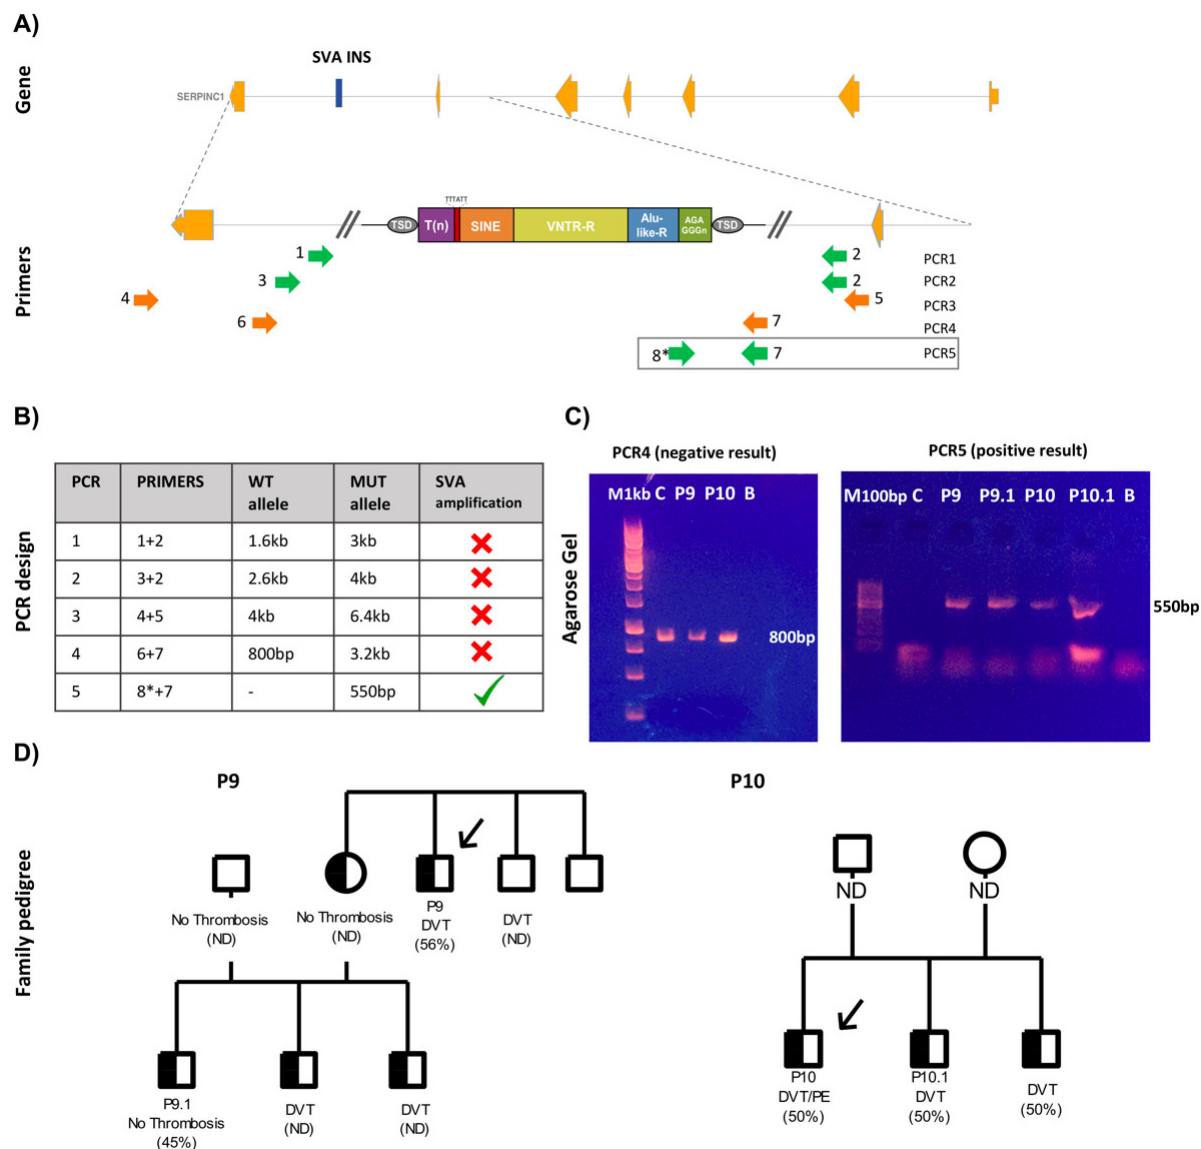 A)
Gene
SVA INS
SERPINC1
Primers
TTTATT
TSD
T(n)
SINE
VNTR-R
Alu-
like-R
AGA
GGGn
TSD
1
2
PCR1
3
2
PCR2
4
5
PCR3
6
7
PCR4
8*
7
PCR5
B)
PCR design
PCR PRIMERS WT allele MUT allele SVA amplification
1 1+2 1.6kb 3kb
2 3+2 2.6kb 4kb
3 4+5 4kb 6.4kb
4 6+7 800bp 3.2kb
5 8*+7 - 550bp
C)
Agarose Gel
PCR4 (negative result)
M1kb C P9 P10 B
800bp
PCR5 (positive result)
M100bp C P9 P9.1 P10 P10.1 B
550bp
D)
Family pedigree
P9
No Thrombosis
(ND)
No Thrombosis
(ND)
P9
DVT
(56%)
DVT
(ND)
P9.1
No Thrombosis
(45%)
DVT
(ND)
DVT
(ND)
P10
ND
ND
P10
DVT/PE
(50%)
P10.1
DVT
(50%)
DVT
(50%)